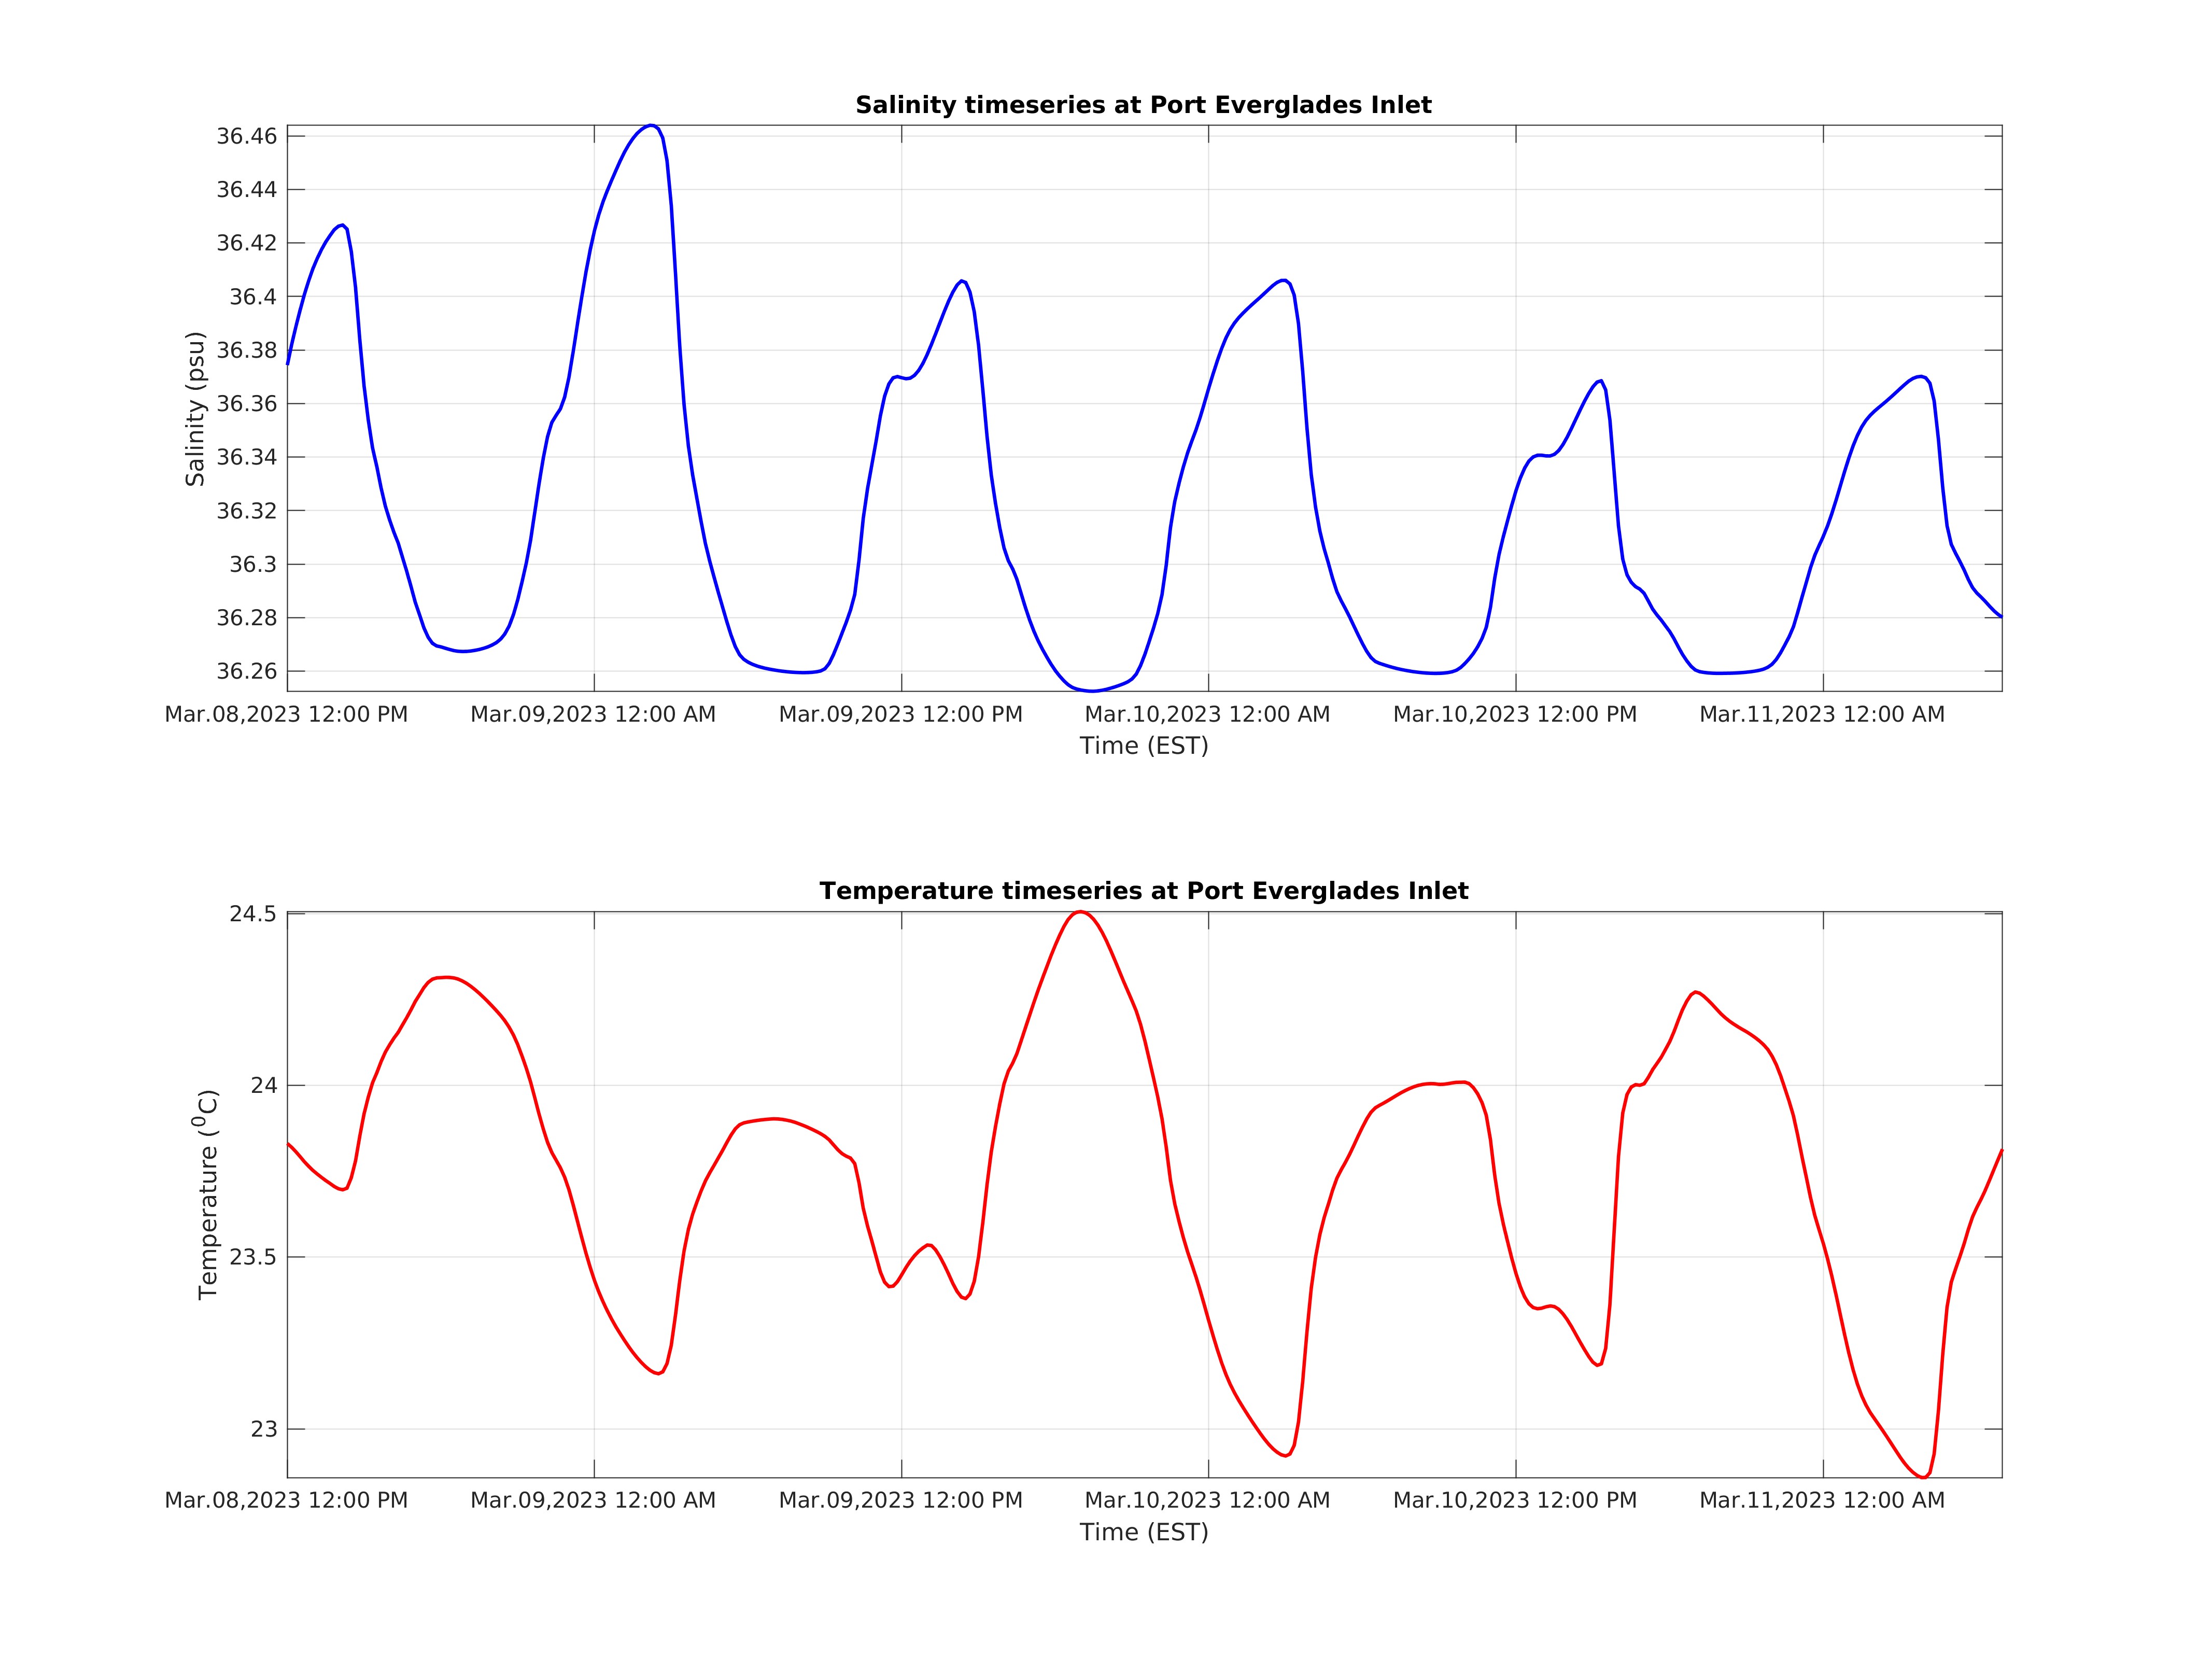 Salinity timeseries at Port Everglades Inlet
36.46
36.44
36.42
36.4
36.38
36.36
36.34
36.32
36.3
36.28
36.26
Salinity (psu)
Mar.08,2023 12:00 PM Mar.09,2023 12:00 AM Mar.09,2023 12:00 PM Mar.10,2023 12:00 AM Mar.10,2023 12:00 PM Mar.11,2023 12:00 AM
Time (EST)
Temperature timeseries at Port Everglades Inlet
24.5
24
23.5
23
Temperature (⁰C)
Mar.08,2023 12:00 PM Mar.09,2023 12:00 AM Mar.09,2023 12:00 PM Mar.10,2023 12:00 AM Mar.10,2023 12:00 PM Mar.11,2023 12:00 AM
Time (EST)